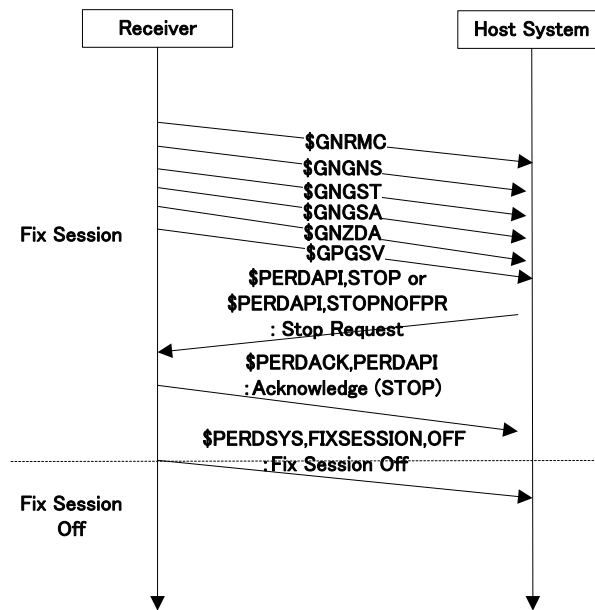 Receiver
Host System
$GNRMC
$GNGNS
$GNGST
$GNGSA
$GNZDA
$GPGSV
Fix Session
$PERDAPI,STOP or
$PERDAPI,STOPNOFPR
: Stop Request
$PERDACK,PERDAPI
:Acknowledge (STOP)
$PERDSYS,FIXSESSION,OFF
:Fix Session Off
Fix Session
Off